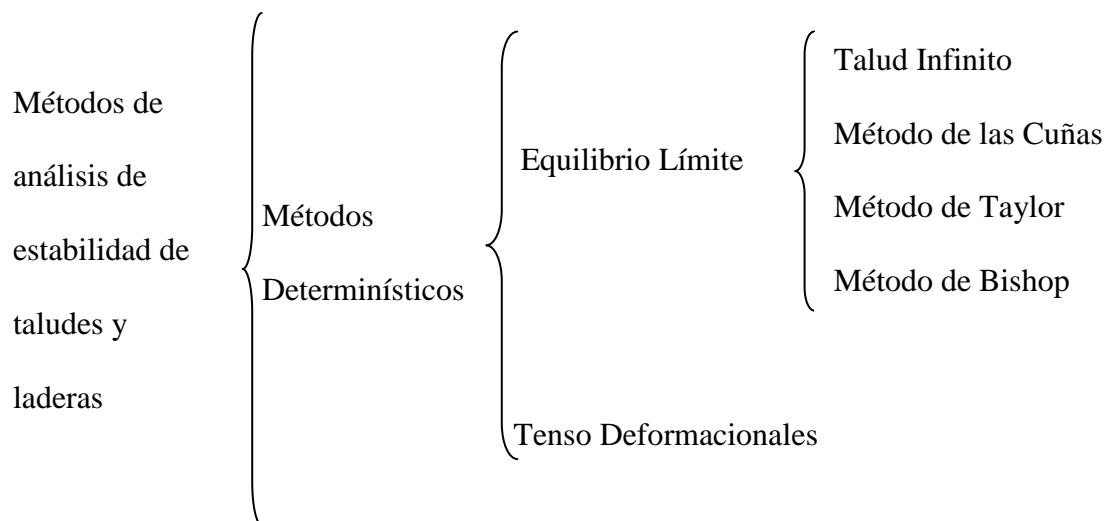 Métodos de
análisis de
estabilidad de
taludes y
laderas
Métodos
Determinísticos
Equilibrio Límite
Talud Infinito
Método de las Cuñas
Método de Taylor
Método de Bishop
Tenso Deformacionales